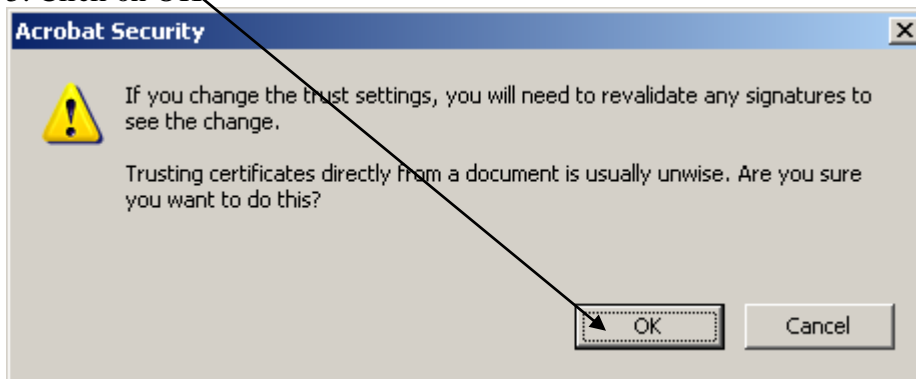 Acrobat Security
If you change the trust settings, you will need to revalidate any signatures to
see the change.
Trusting certificates directly from a document is usually unwise. Are you sure
you want to do this?
OK
Cancel